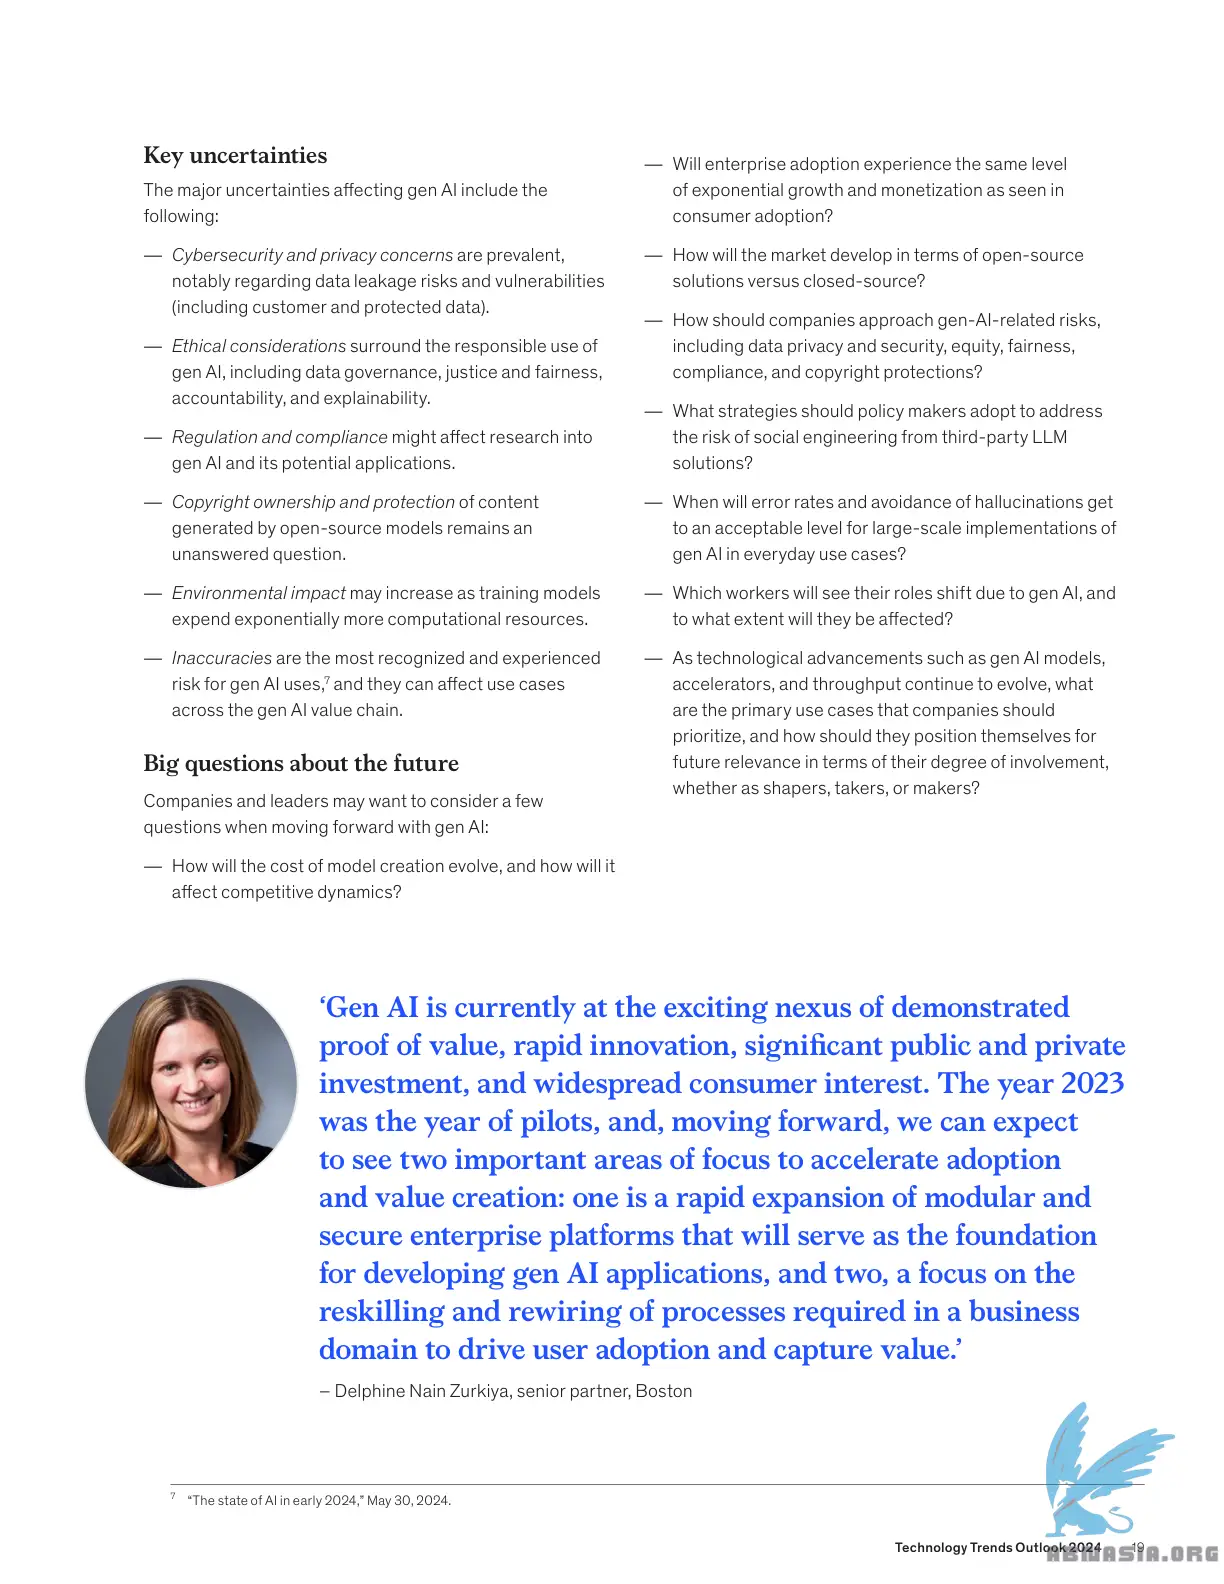 Key uncertainties
The major uncertainties affecting gen AI include the
following:
— Cybersecurity and privacy concerns are prevalent,
notably regarding data leakage risks and vulnerabilities
(including customer and protected data).
— Ethical considerations surround the responsible use of
gen AI, including data governance, justice and fairness,
accountability, and explainability.
— Regulation and compliance might affect research into
gen AI and its potential applications.
— Copyright ownership and protection of content
generated by open-source models remains an
unanswered question.
— Environmental impact may increase as training models
expend exponentially more computational resources.
— Inaccuracies are the most recognized and experienced
risk for gen AI uses,7 and they can affect use cases
across the gen AI value chain.
Big questions about the future
Companies and leaders may want to consider a few
questions when moving forward with gen AI:
— How will the cost of model creation evolve, and how will it
affect competitive dynamics?
— Will enterprise adoption experience the same level
of exponential growth and monetization as seen in
consumer adoption?
— How will the market develop in terms of open-source
solutions versus closed-source?
— How should companies approach gen-AI-related risks,
including data privacy and security, equity, fairness,
compliance, and copyright protections?
— What strategies should policy makers adopt to address
the risk of social engineering from third-party LLM
solutions?
— When will error rates and avoidance of hallucinations get
to an acceptable level for large-scale implementations of
gen AI in everyday use cases?
— Which workers will see their roles shift due to gen AI, and
to what extent will they be affected?
— As technological advancements such as gen AI models,
accelerators, and throughput continue to evolve, what
are the primary use cases that companies should
prioritize, and how should they position themselves for
future relevance in terms of their degree of involvement,
whether as shapers, takers, or makers?
‘Gen AI is currently at the exciting nexus of demonstrated
proof of value, rapid innovation, significant public and private
investment, and widespread consumer interest. The year 2023
was the year of pilots, and, moving forward, we can expect
to see two important areas of focus to accelerate adoption
and value creation: one is a rapid expansion of modular and
secure enterprise platforms that will serve as the foundation
for developing gen AI applications, and two, a focus on the
reskilling and rewiring of processes required in a business
domain to drive user adoption and capture value.’
– Delphine Nain Zurkiya, senior partner, Boston
7 “The state of AI in early 2024,” May 30, 2024.
Technology Trends Outlook 2024 19
ABWASIA.ORG